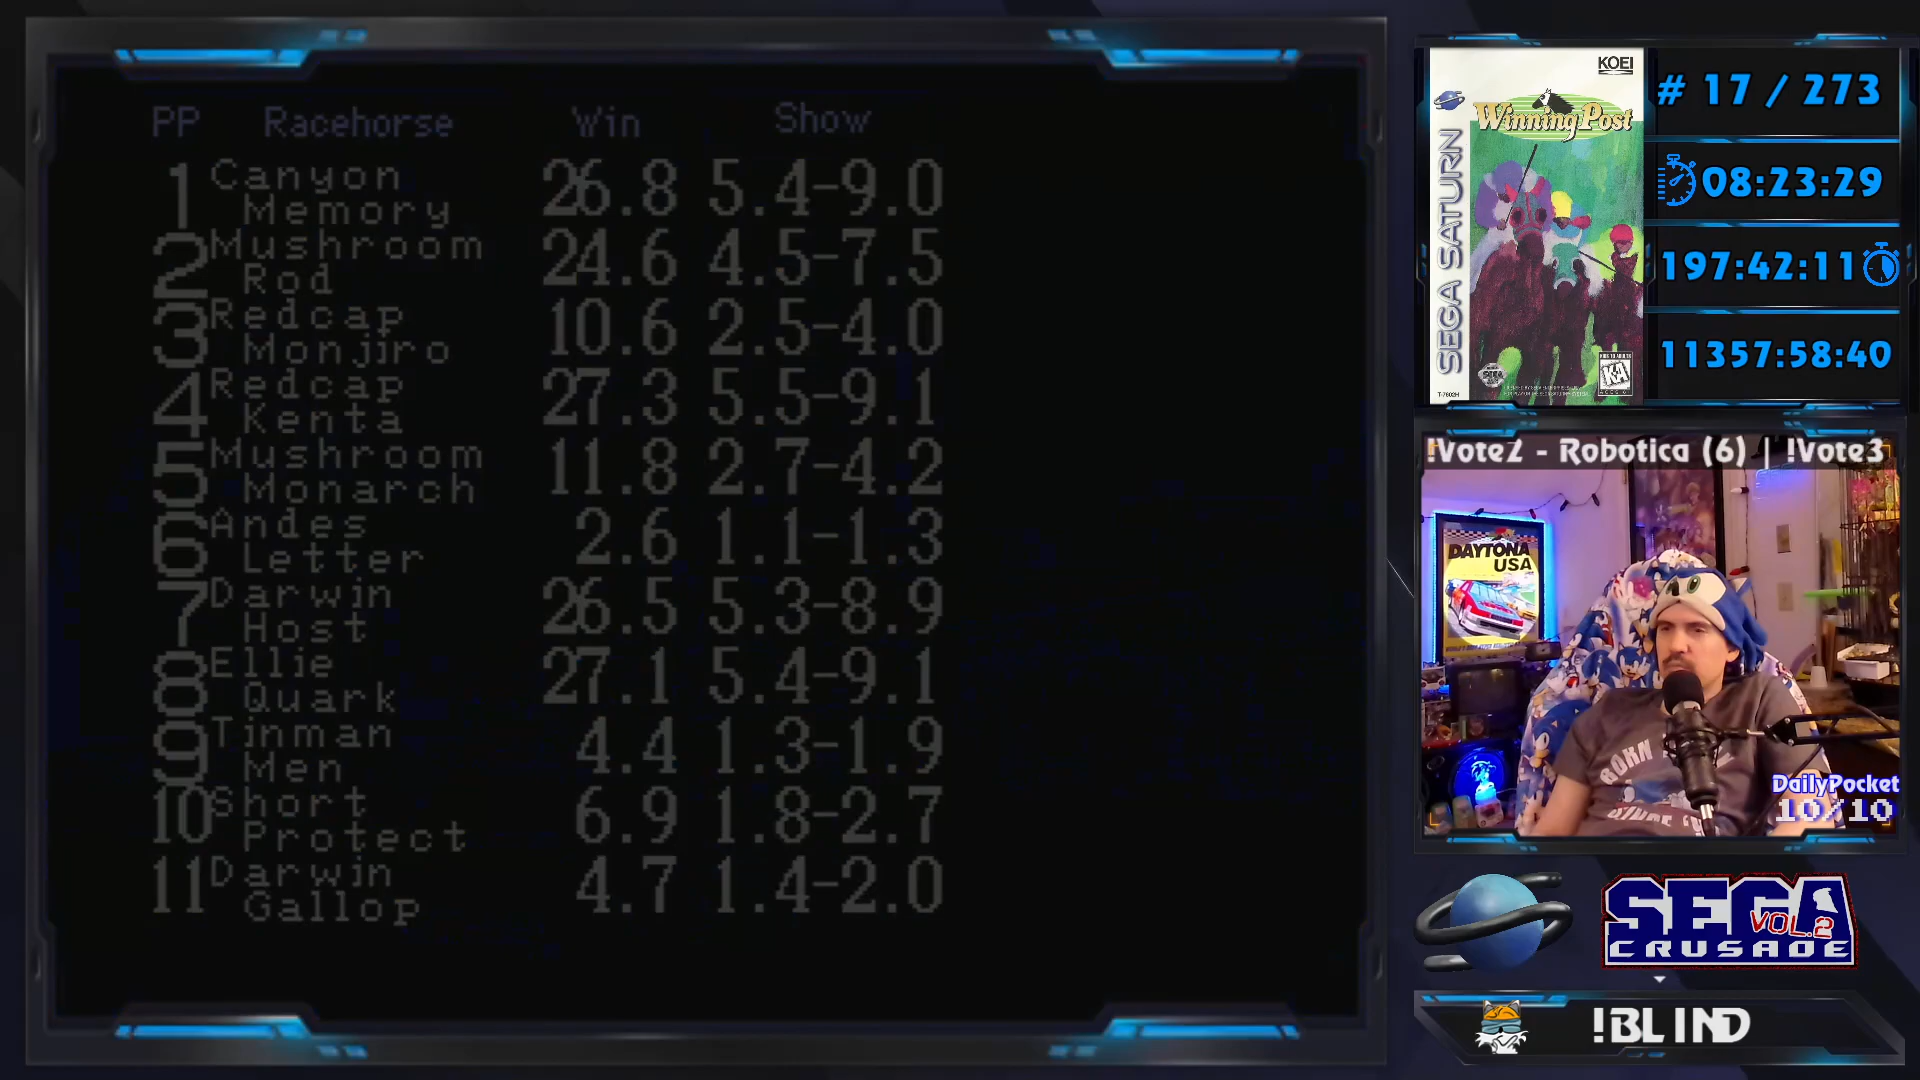 PP Racehorse Win Show
1 Canyon Memory 26.8 5.4-9.0
2 Mushroom Rod 24.6 4.5-7.5
3 Redcap Monjiro 10.6 2.5-4.0
4 Redcap Kenta 27.3 5.5-9.1
5 Mushroom Monarch 11.8 2.7-4.2
6 Andes Letter 2.6 1.1-1.3
7 Darwin Host 26.5 5.3-8.9
8 Ellie Quark 27.1 5.4-9.1
9 Tinman Men 4.4 1.3-1.9
10 Short Protect 6.9 1.8-2.7
11 Darwin Gallop 4.7 1.4-2.0
KOEI
Winning Post
SEGA SATURN
T-7602H
KA
# 17 / 273
08:23:29
197:42:11
11357:58:40
!Vote2 - Robotica (6) | !Vote3
DAYTONA
USA
BORN
SINCE
DailyPocket
10/10
SEGA
VOL.2
CRUSADE
!BLIND